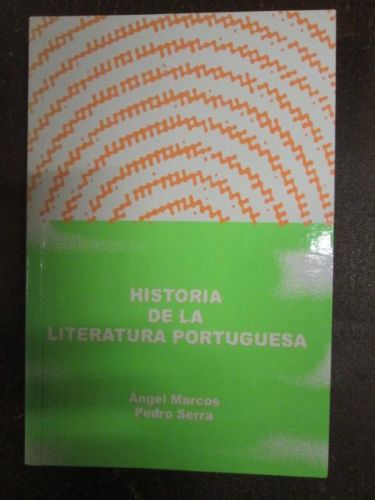 HISTORIA
DE LA
LITERATURA PORTUGUESA
Ángel Marcos
Pedro Serra